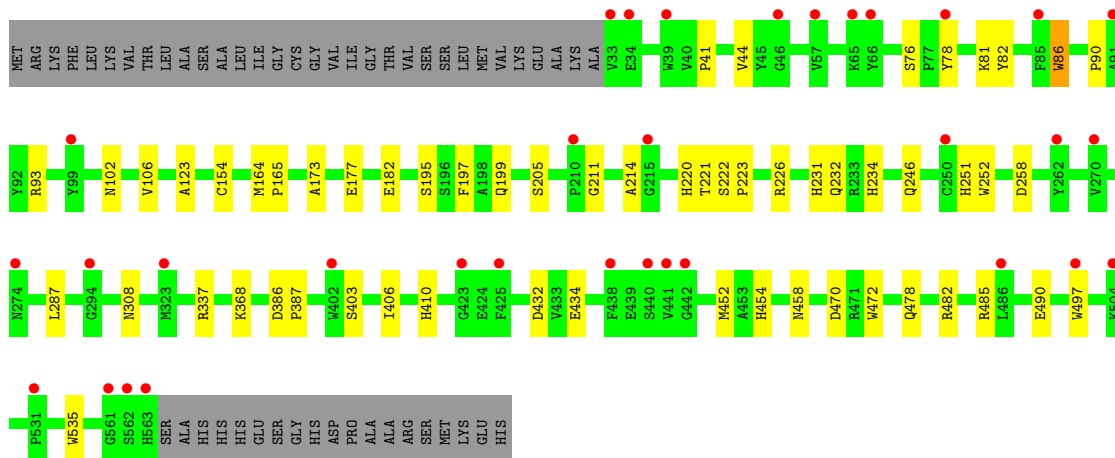 MET ARG LYS PHE LEU LEU LYS VAL THR LEU ALA SER ALA ALA LEU ILE GLY CYS GLY VAL ILE GLY THR VAL SER SER LEU MET VAL LYS GLU ALA LYS ALA V33 E34 W39 V40 P41 V44 Y45 G46 V57 K65 Y66 S76 P77 Y78 K81 Y82 F85 W86 P90 A91
Y92 R93 Y99 N102 V106 A123 C154 M164 P165 A173 E177 E182 S195 S196 F197 A198 Q199 S205 P210 G211 A214 G215 H220 T221 S222 P223 R226 H231 Q232 R233 H234 Q246 C250 H251 W252 D258 Y262 V270
N274 L287 G294 N308 M323 R337 K368 D386 P387 W402 S403 I406 H410 G423 E424 F425 D432 V433 E434 F438 E439 S440 V441 G442 M452 A453 H454 N458 D470 R471 W472 Q478 R482 R485 L486 E490 W497 K504
P531 W535 G561 S562 H563 SER ALA HIS HIS HIS GLU SER GLY HIS ASP PRO ALA ALA ARG SER MET LYS GLU HIS